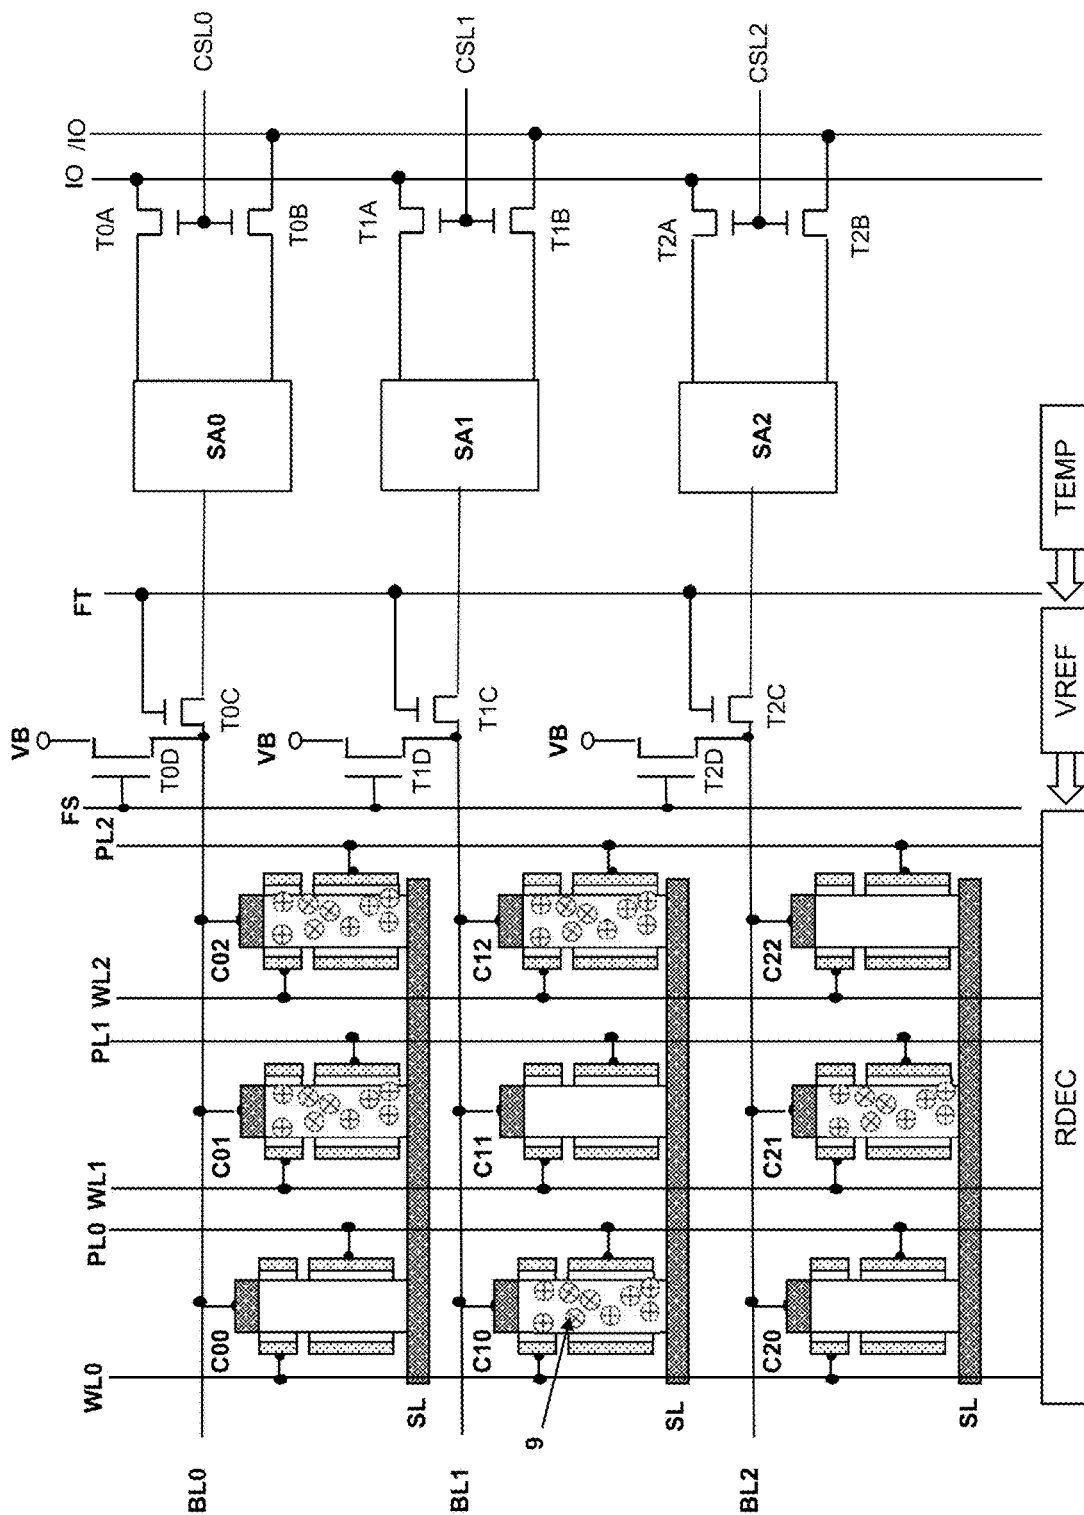 BL0
BL1
BL2
WL0
PL0
WL1
PL1
WL2
PL2
FS
FT
IO
/IO
CSL0
CSL1
CSL2
C00
C01
C02
C10
C11
C12
C20
C21
C22
SL
SL
SL
9
VB
VB
VB
T0D
T0C
T1D
T1C
T2D
T2C
SA0
SA1
SA2
T0A
T0B
T1A
T1B
T2A
T2B
RDEC
VREF
TEMP